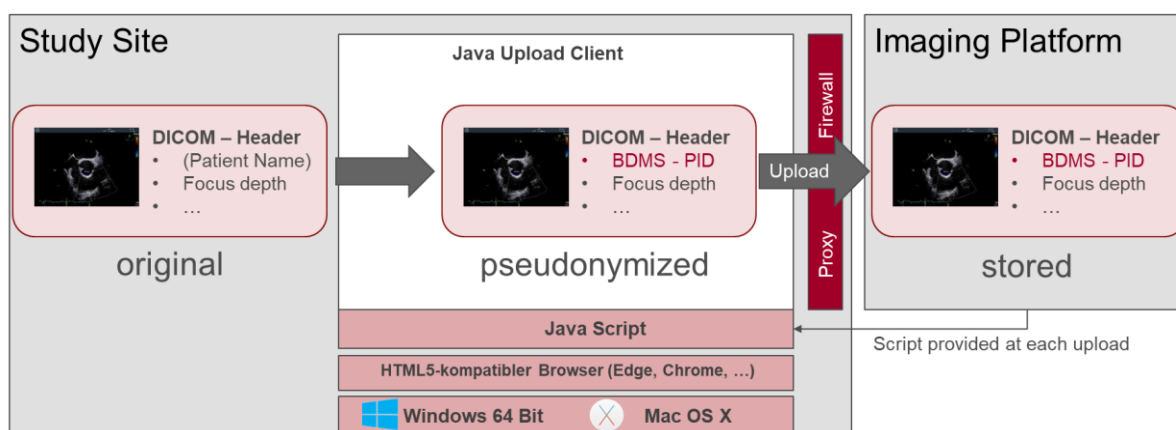 Study Site
Java Upload Client
Imaging Platform
DICOM – Header
• (Patient Name)
• Focus depth
• …
original
DICOM – Header
• BDMS - PID
• Focus depth
• …
pseudonymized
Upload
Firewall
Proxy
DICOM – Header
• BDMS - PID
• Focus depth
• …
stored
Java Script
Script provided at each upload
HTML5-kompatibler Browser (Edge, Chrome, …)
Windows 64 Bit
Mac OS X